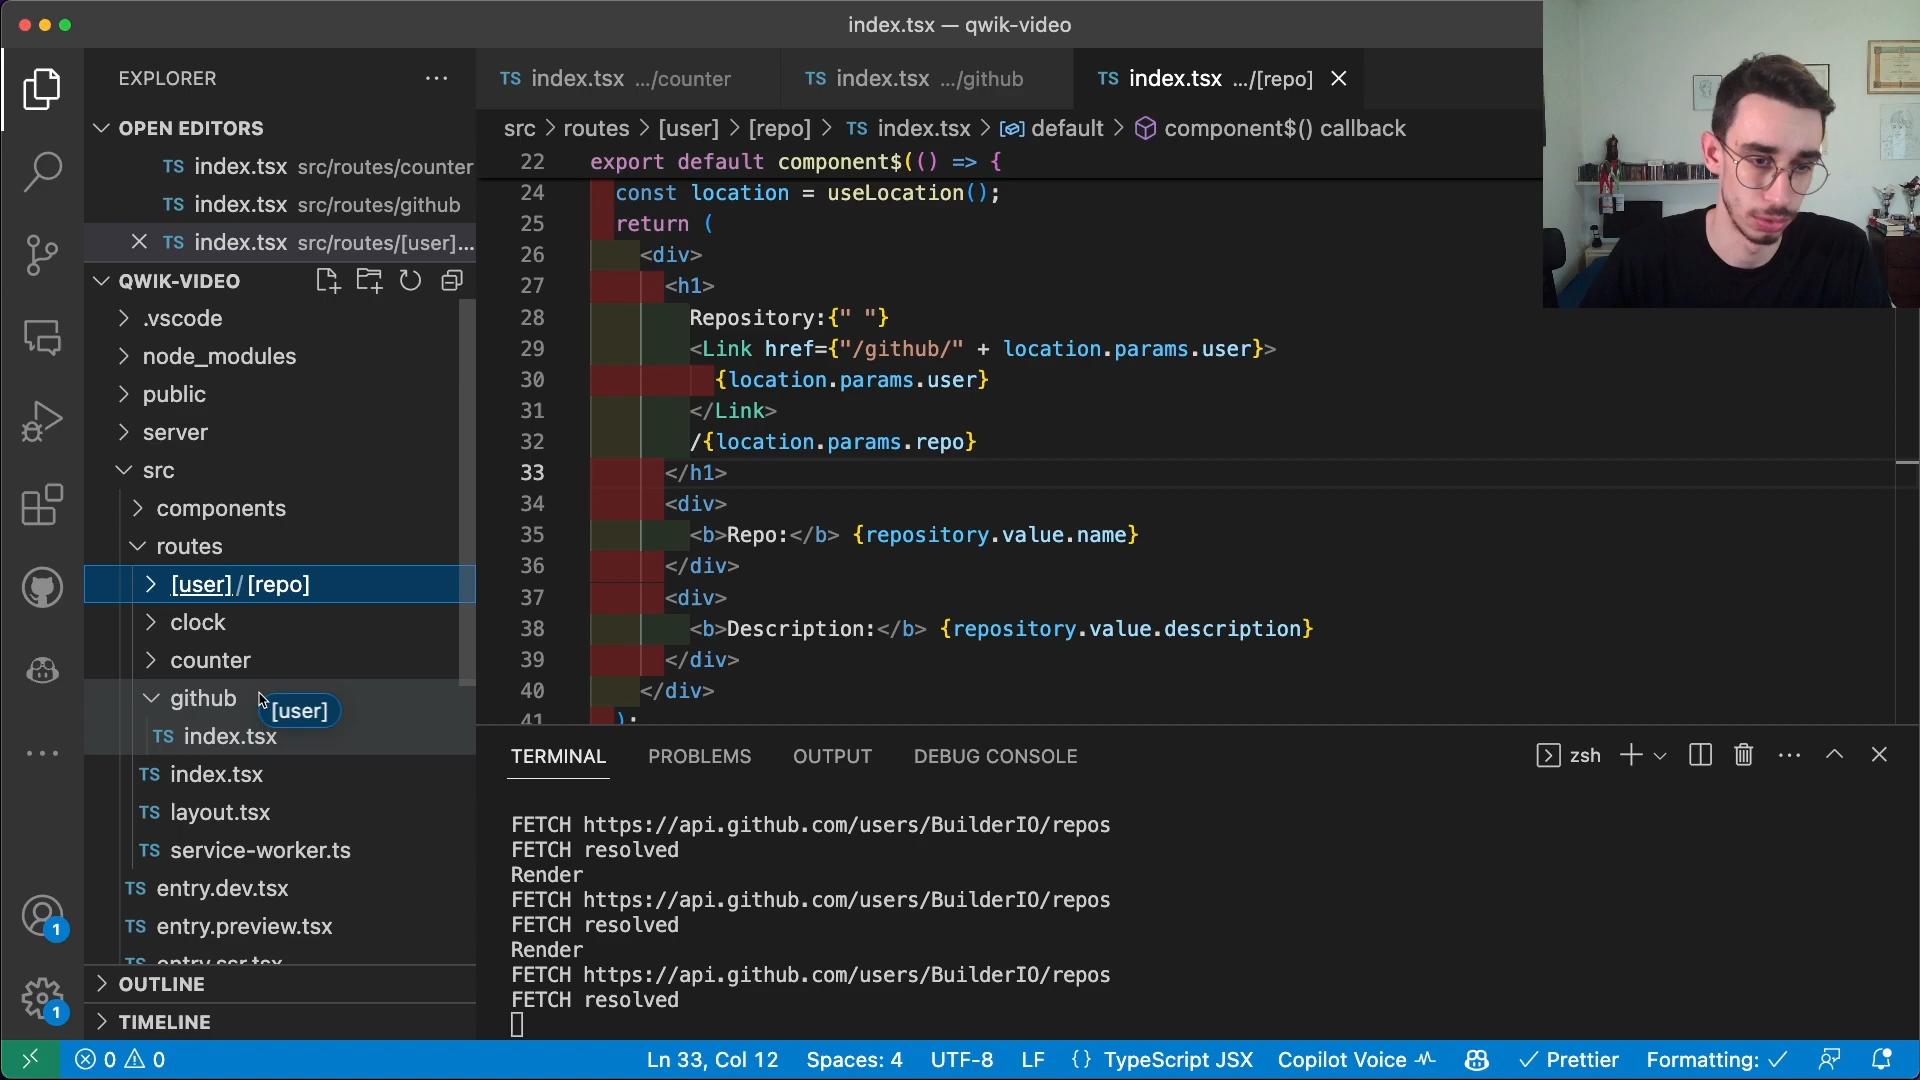 index.tsx — qwik-video
EXPLORER
OPEN EDITORS
TS index.tsx src/routes/counter
TS index.tsx src/routes/github
TS index.tsx src/routes/[user]...
QWIK-VIDEO
.vscode
node_modules
public
server
src
components
routes
[user] / [repo]
clock
counter
github
[user]
TS index.tsx
TS index.tsx
TS layout.tsx
TS service-worker.ts
TS entry.dev.tsx
TS entry.preview.tsx
TS entry.ssr.tsx
OUTLINE
TIMELINE
1
1
TS index.tsx .../counter
TS index.tsx .../github
TS index.tsx .../[repo]
src > routes > [user] > [repo] > TS index.tsx > default > component$() callback
22 export default component$(() => {
24 const location = useLocation();
25 return (
26 <div>
27 <h1>
28 Repository:{" "}
29 <Link href={"/github/" + location.params.user}>
30 {location.params.user}
31 </Link>
32 /{location.params.repo}
33 </h1>
34 <div>
35 <b>Repo:</b> {repository.value.name}
36 </div>
37 <div>
38 <b>Description:</b> {repository.value.description}
39 </div>
40 </div>
41 );
TERMINAL PROBLEMS OUTPUT DEBUG CONSOLE
zsh
FETCH https://api.github.com/users/BuilderIO/repos
FETCH resolved
Render
FETCH https://api.github.com/users/BuilderIO/repos
FETCH resolved
Render
FETCH https://api.github.com/users/BuilderIO/repos
FETCH resolved
0 0 Ln 33, Col 12 Spaces: 4 UTF-8 LF {} TypeScript JSX Copilot Voice Prettier Formatting: ✓